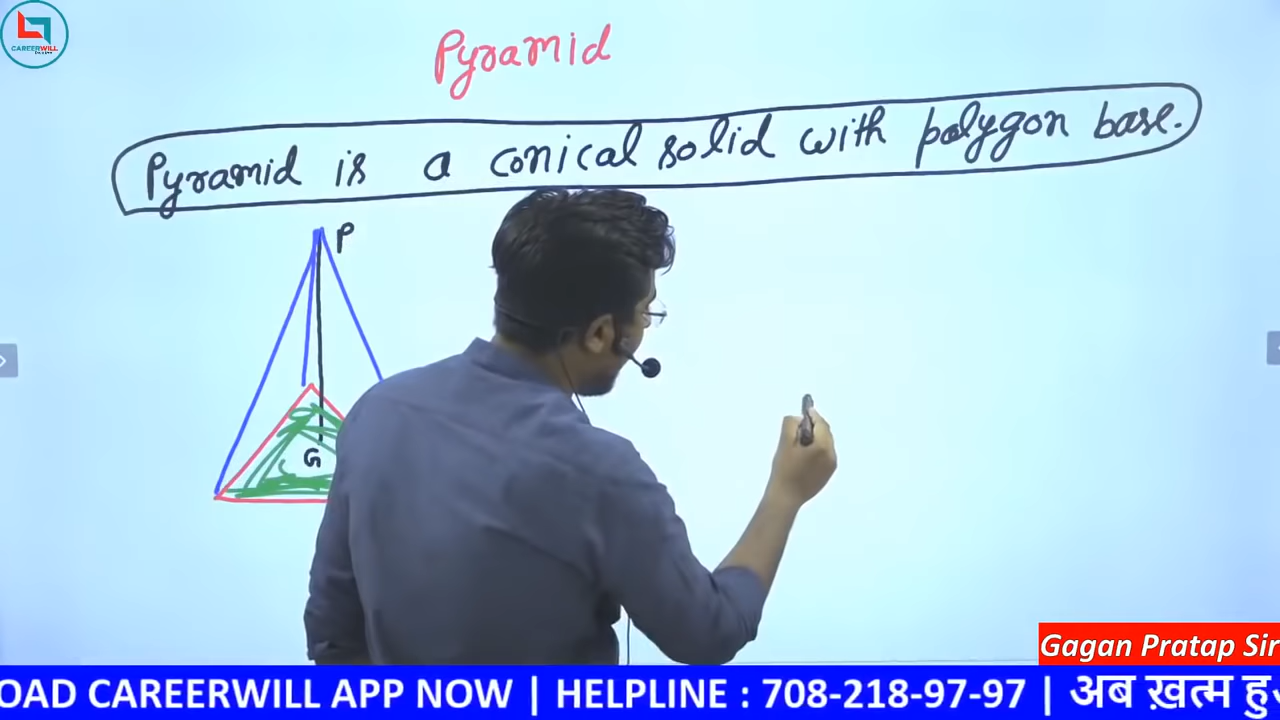 CAREERWILL
Pyramid
Pyramid is a conical solid with polygon base.
P
G
Gagan Pratap Sir
OAD CAREERWILL APP NOW | HELPLINE : 708-218-97-97 | अब ख़त्म हु